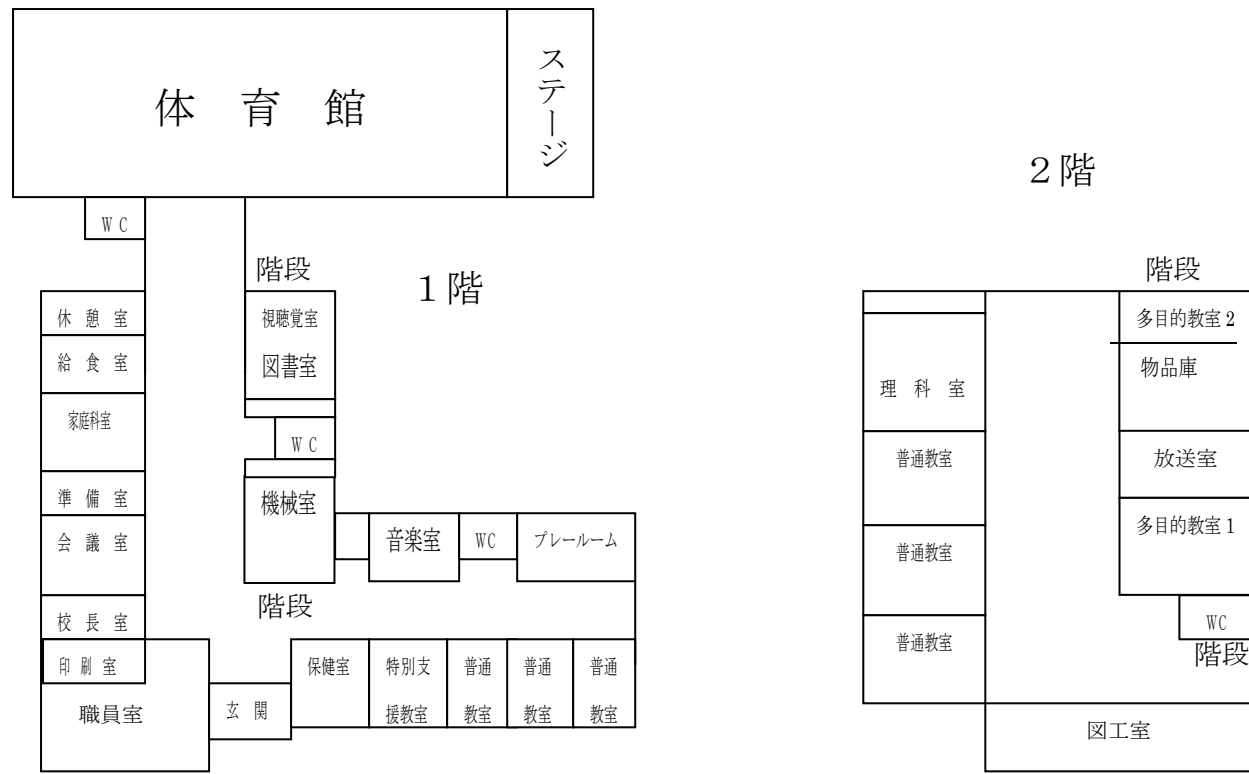 体育館
ステージ
WC
階段
1階
休憩室
視聴覚室
給食室
図書室
家庭科室
WC
準備室
機械室
会議室
音楽室
WC
プレールーム
階段
校長室
印刷室
職員室
玄関
保健室
特別支
援教室
普通
教室
普通
教室
普通
教室
2階
階段
多目的教室2
物品庫
理科室
普通教室
放送室
多目的教室1
普通教室
WC
普通教室
階段
図工室